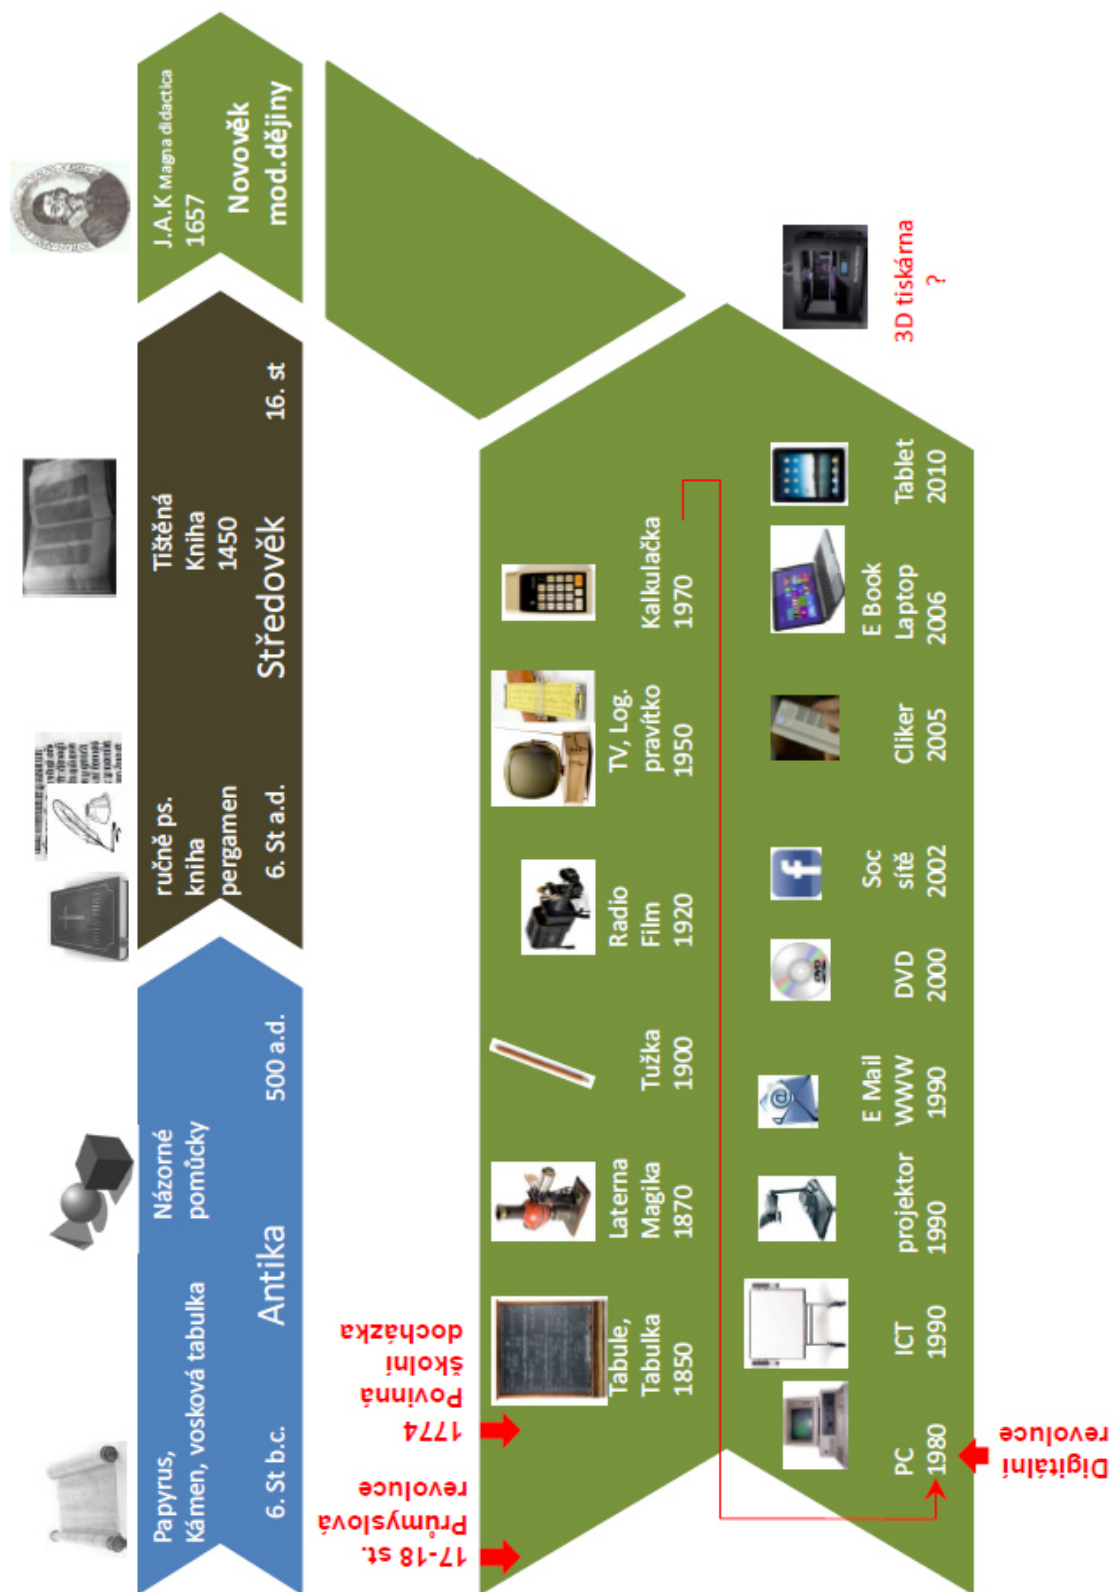 Papyrus,
Kámen, vosková tabulka
Názorné
pomůcky
6. St b.c.
Antika
500 a.d.
ručně ps.
kniha
pergamen
Tištěná
Kniha
1450
6. St a.d.
Středověk
16. st
J.A.K Magna didactica
1657
Novověk
mod.dějiny
17-18 st.
Průmyslová
revoluce
1774
Povinná
školní
docházka
Tabule,
Tabulka
1850
Laterna
Magika
1870
Tužka
1900
Radio
Film
1920
TV, Log.
pravítko
1950
Kalkulačka
1970
PC
1980
ICT
1990
projektor
1990
E Mail
WWW
1990
DVD
2000
Soc
sítě
2002
Cliker
2005
E Book
Laptop
2006
Tablet
2010
3D tiskárna
?
Digitální
revoluce